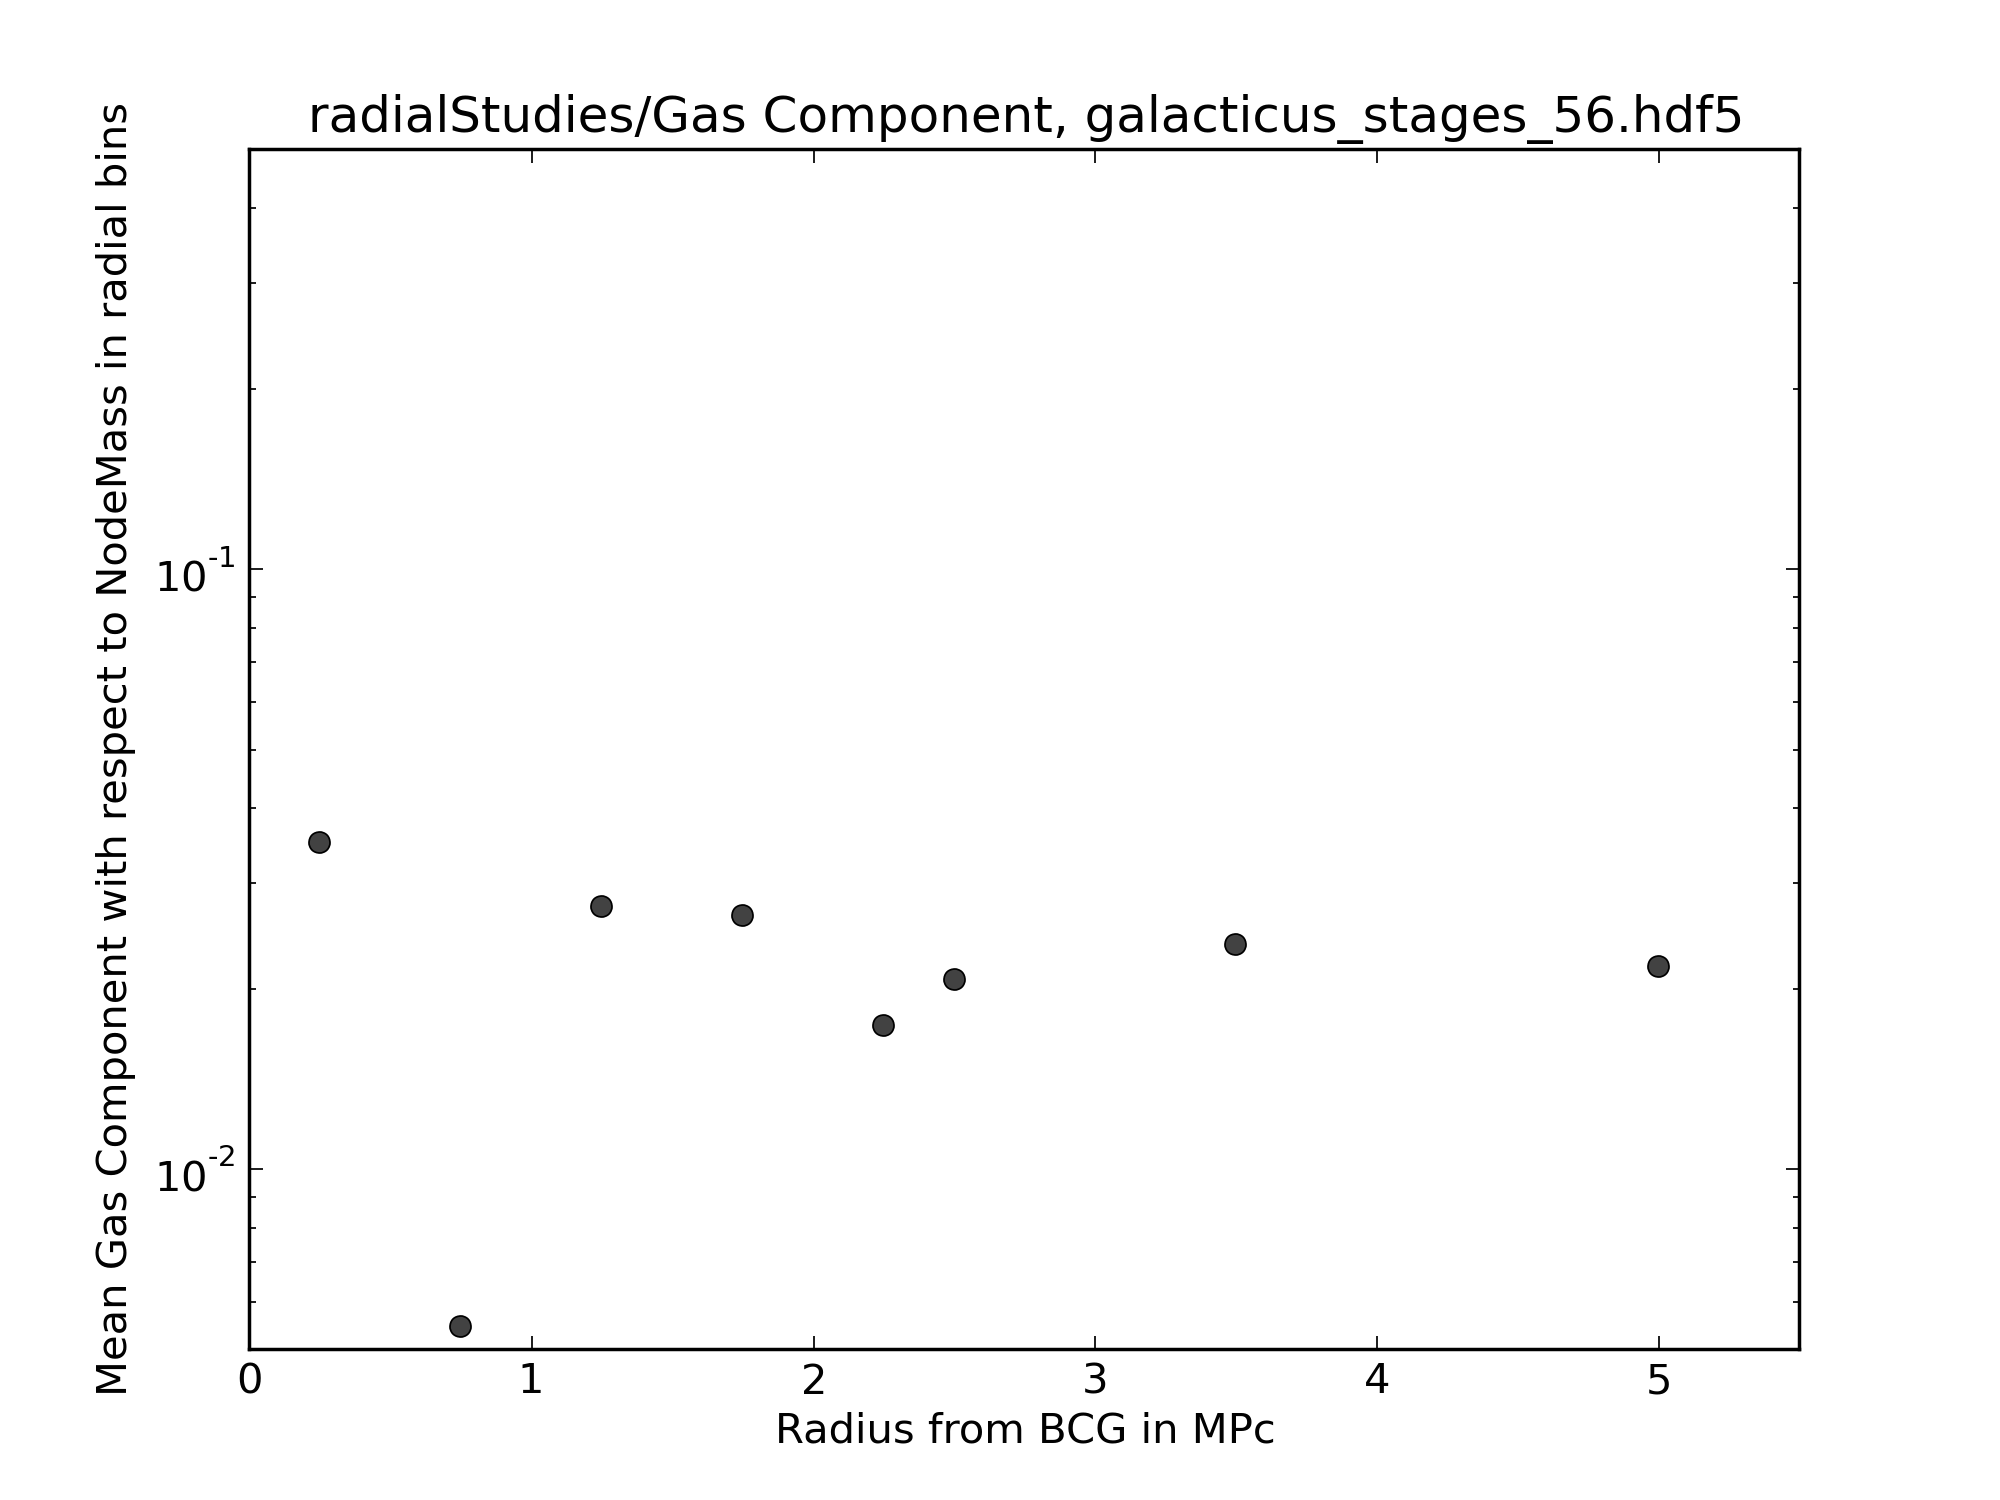 radialStudies/Gas Component, galacticus_stages_56.hdf5
Mean Gas Component with respect to NodeMass in radial bins
10^-1
10^-2
0 1 2 3 4 5
Radius from BCG in MPc